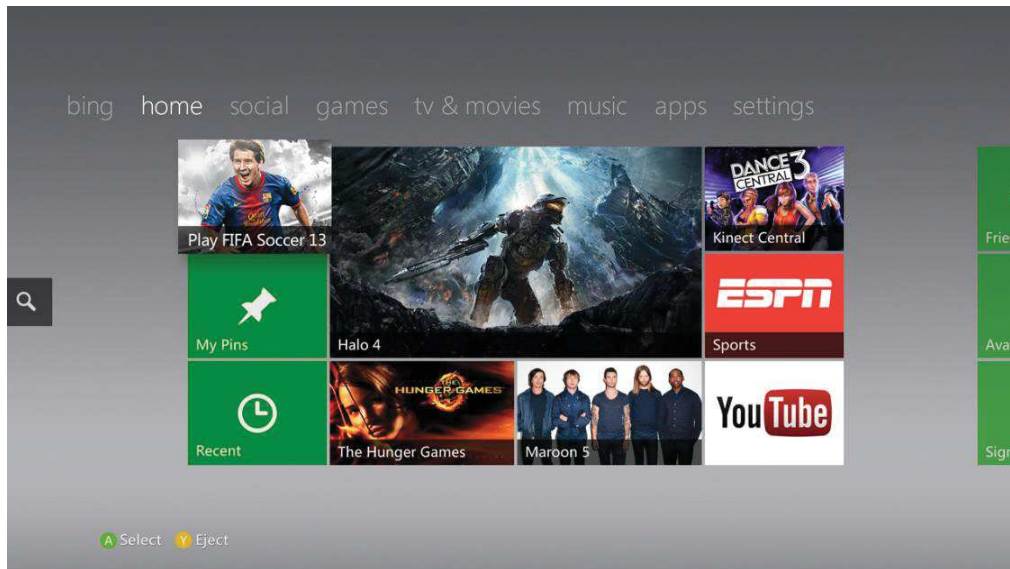 bing home social games tv & movies music apps settings
Play FIFA Soccer 13
DANCE
CENTRAL 3
Kinect Central
Frie
My Pins
Halo 4
ESPN
Sports
Ava
Recent
THE
HUNGER GAMES
The Hunger Games
Maroon 5
YouTube
Sign
A Select Y Eject